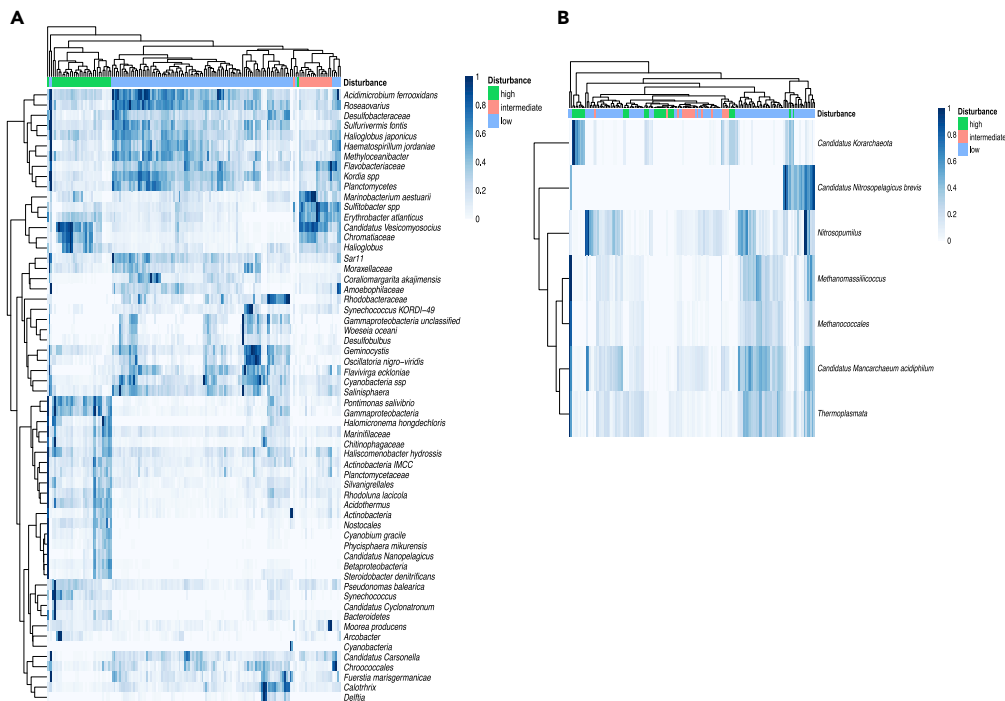 A
Disturbance
Acidimicrobium ferrooxidans
Roseaovarius
Desulfobacteraceae
Sulfurivermis fontis
Halioglobus japonicus
Haematospirillum jordaniae
Methyloceanibacter
Flavobacteriaceae
Kordia spp
Planctomycetes
Marinobacterium aestuarii
Sulfitobacter spp
Erythrobacter atlanticus
Candidatus Vesicomyosocius
Chromatiaceae
Halioglobus
Sar11
Moraxellaceae
Coraliomargarita akajimensis
Amoebophilaceae
Rhodobacteraceae
Synechococcus KORDI-49
Gammaproteobacteria unclassified
Woeseia oceani
Desulfobulbus
Geminocystis
Oscillatoria nigro-viridis
Flavivirga eckloniae
Cyanobacteria ssp
Salinisphaera
Pontimonas salivibrio
Gammaproteobacteria
Halomicronema hongdechloris
Marinifilaceae
Chitinophagaceae
Haliscomenobacter hydrossis
Actinobacteria IMCC
Planctomycetaceae
Silvanigrellales
Rhodoluna lacicola
Acidothermus
Actinobacteria
Nostocales
Cyanobium gracile
Phycisphaera mikurensis
Candidatus Nanopelagicus
Betaproteobacteria
Steroidobacter denitrificans
Pseudonomas balearica
Synechococcus
Candidatus Cyclonatronum
Bacteroidetes
Moorea producens
Arcobacter
Cyanobacteria
Candidatus Carsonella
Chroococcales
Fuerstia marisgermanicae
Calothrhix
Delftia
1
0.8
0.6
0.4
0.2
0
Disturbance
high
intermediate
low
B
Disturbance
Candidatus Korarchaeota
Candidatus Nitrosopelagicus brevis
Nitrosopumilus
Methanomassiliicoccus
Methanococcales
Candidatus Mancarchaeum acidiphilum
Thermoplasmata
1
0.8
0.6
0.4
0.2
0
Disturbance
high
intermediate
low